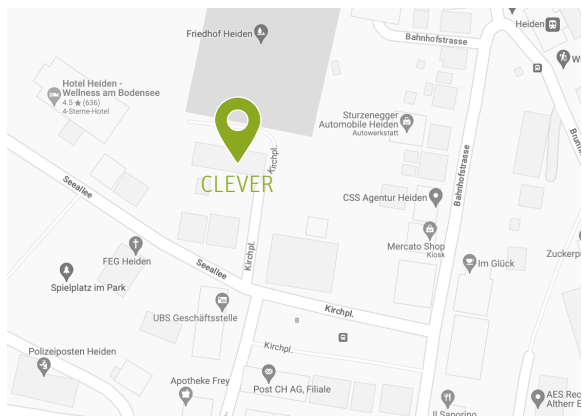 Friedhof Heiden
Heiden
Bahnhofstrasse
Hotel Heiden -
Wellness am Bodensee
4.5 ★ (636)
4-Sterne-Hotel
Sturzenegger
Automobile Heiden
Autowerkstatt
Kirchpl.
CLEVER
Seeallee
Bahnhofstrasse
CSS Agentur Heiden
Kirchpl.
Mercato Shop
Kiosk
FEG Heiden
Seeallee
Im Glück
Spielplatz im Park
UBS Geschäftsstelle
Kirchpl.
B
Kirchpl.
Polizeiposten Heiden
Apotheke Frey
Post CH AG, Filiale
Il Saporino
AES
Altherr